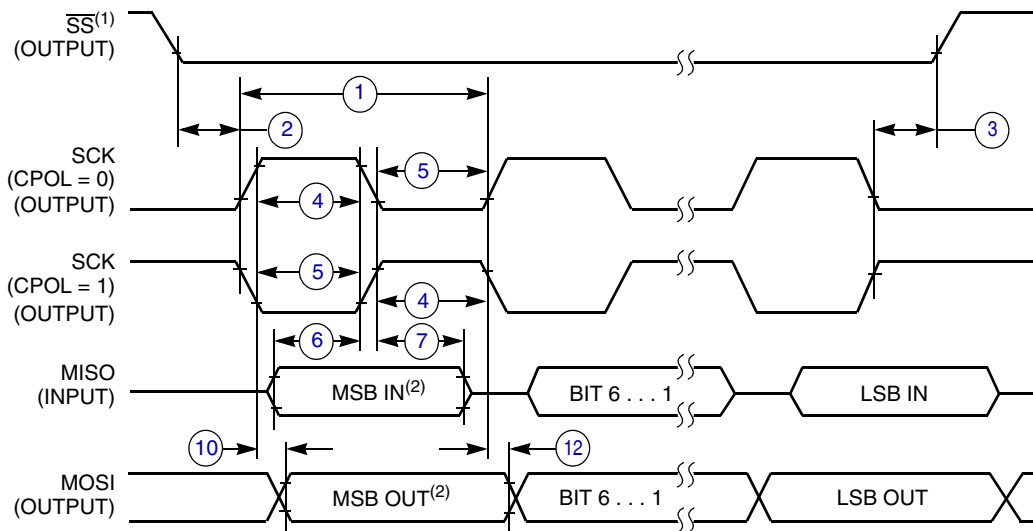 SS(1)
(OUTPUT)
1
2
3
SCK
(CPOL = 0)
(OUTPUT)
5
4
SCK
(CPOL = 1)
(OUTPUT)
5
4
6
7
MISO
(INPUT)
MSB IN(2)
BIT 6 . . . 1
LSB IN
10
12
MOSI
(OUTPUT)
MSB OUT(2)
BIT 6 . . . 1
LSB OUT